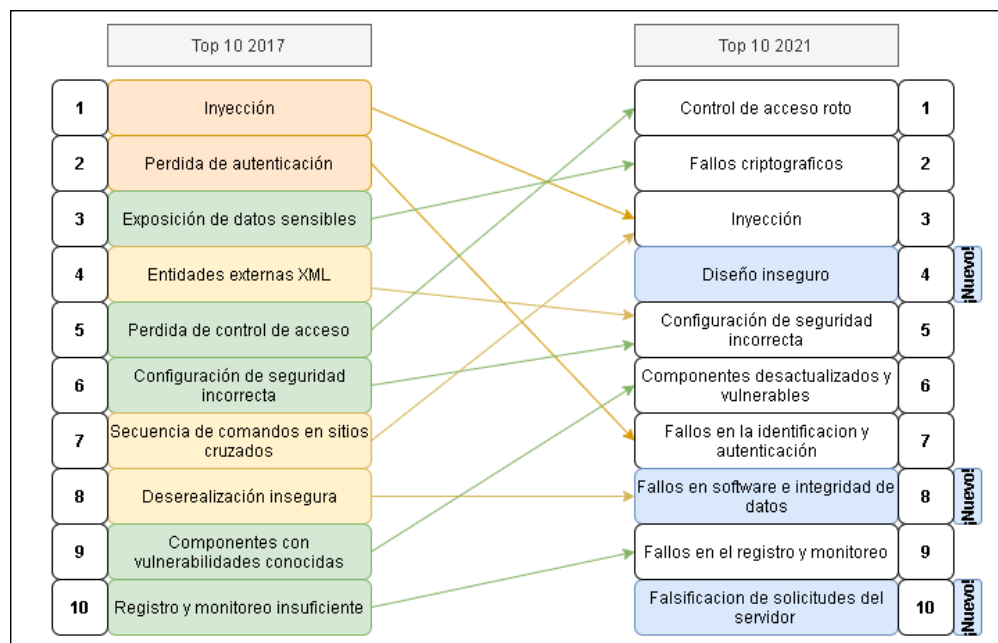 Top 10 2017
Top 10 2021
1
Inyección
Control de acceso roto
1
2
Perdida de autenticación
Fallos criptograficos
2
3
Exposición de datos sensibles
Inyección
3
4
Entidades externas XML
Diseño inseguro
4
¡Nuevo!
5
Perdida de control de acceso
Configuración de seguridad
incorrecta
5
6
Configuración de seguridad
incorrecta
Componentes desactualizados y
vulnerables
6
7
Secuencia de comandos en sitios
cruzados
Fallos en la identificacion y
autenticación
7
8
Deserealización insegura
Fallos en software e integridad de
datos
8
¡Nuevo!
9
Componentes con
vulnerabilidades conocidas
Fallos en el registro y monitoreo
9
10
Registro y monitoreo insuficiente
Falsificacion de solicitudes del
servidor
10
¡Nuevo!